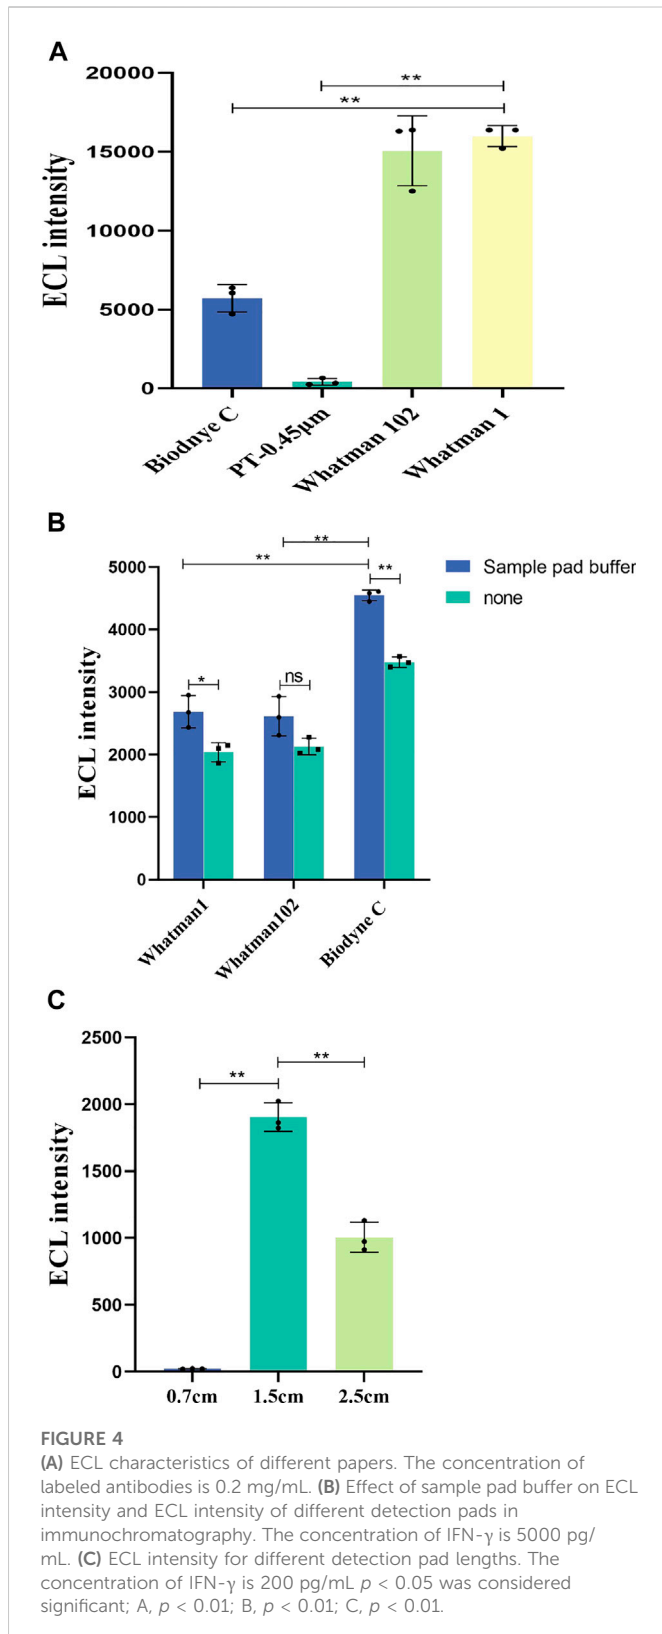 A
20000
15000
10000
5000
0
ECL intensity
**
**
Biodnye C
PT-0.45μm
Whatman 102
Whatman 1
B
5000
4000
3000
2000
1000
0
ECL intensity
**
**
**
*
ns
Sample pad buffer
none
Whatman1
Whatman102
Biodyne C
C
2500
2000
1500
1000
500
0
ECL intensity
**
**
0.7cm
1.5cm
2.5cm
FIGURE 4
(A) ECL characteristics of different papers. The concentration of
labeled antibodies is 0.2 mg/mL. (B) Effect of sample pad buffer on ECL
intensity and ECL intensity of different detection pads in
immunochromatography. The concentration of IFN-γ is 5000 pg/
mL. (C) ECL intensity for different detection pad lengths. The
concentration of IFN-γ is 200 pg/mL p < 0.05 was considered
significant; A, p < 0.01; B, p < 0.01; C, p < 0.01.